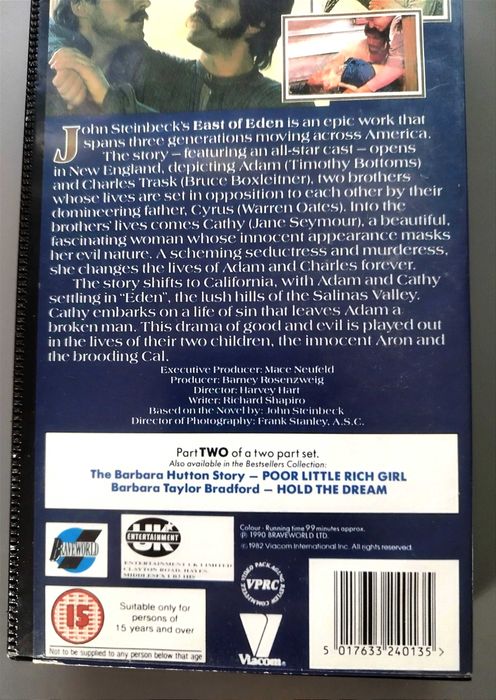 John Steinbeck's East of Eden is an epic work that
spans three generations moving across America.
The story – featuring an all-star cast – opens
in New England, depicting Adam (Timothy Bottoms)
and Charles Trask (Bruce Boxleitner), two brothers
whose lives are set in opposition to each other by their
domineering father, Cyrus (Warren Oates). Into the
brothers' lives comes Cathy (Jane Seymour), a beautiful,
fascinating woman whose innocent appearance masks
her evil nature. A scheming seductress and murderess,
she changes the lives of Adam and Charles forever.
The story shifts to California, with Adam and Cathy
settling in "Eden", the lush hills of the Salinas Valley.
Cathy embarks on a life of sin that leaves Adam a
broken man. This drama of good and evil is played out
in the lives of their two children, the innocent Aron and
the brooding Cal.
Executive Producer: Mace Neufeld
Producer: Barney Rosenzweig
Director: Harvey Hart
Writer: Richard Shapiro
Based on the Novel by: John Steinbeck
Director of Photography: Frank Stanley, A.S.C.
Part TWO of a two part set.
Also available in the Bestsellers Collection:
The Barbara Hutton Story – POOR LITTLE RICH GIRL
Barbara Taylor Bradford – HOLD THE DREAM
BRAVEWORLD
UK
ENTERTAINMENT
ENTERTAINMENT UK LIMITED
CLAYTON ROAD, HAYES
MIDDLESEX UB3
Colour · Running time 99 minutes approx.
℗ 1990 BRAVEWORLD LTD.
© 1982 Viacom International Inc. All rights reserved.
VPRC
V
Viacom
15
Suitable only for
persons of
15 years and over
Not to be supplied to any person below that age
5 017633 240135 >